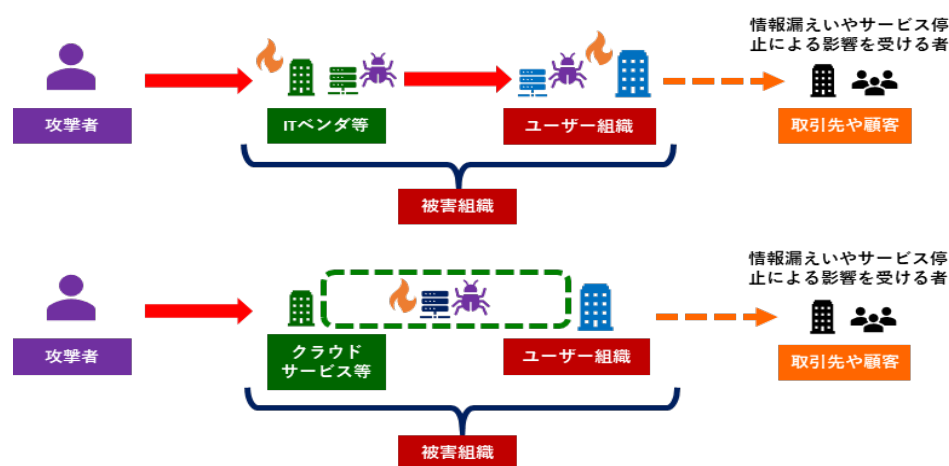 情報漏えいやサービス停
止による影響を受ける者
攻撃者
ITベンダ等
ユーザー組織
取引先や顧客
被害組織
情報漏えいやサービス停
止による影響を受ける者
攻撃者
クラウド
サービス等
ユーザー組織
取引先や顧客
被害組織